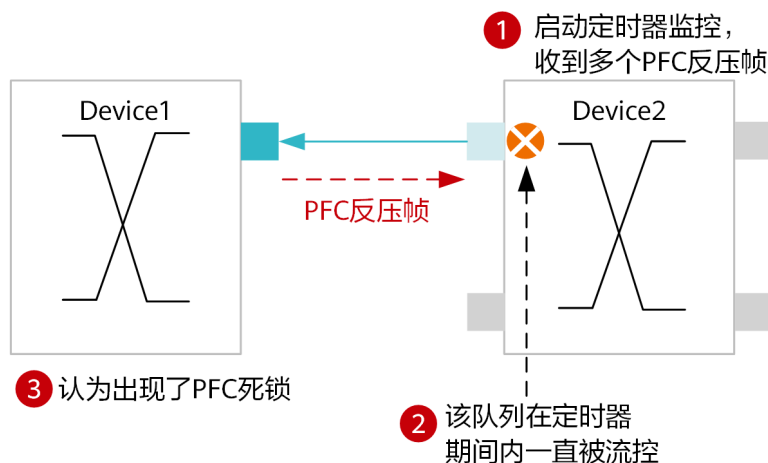 1 启动定时器监控，
收到多个PFC反压帧
Device1
Device2
PFC反压帧
3 认为出现了PFC死锁
2 该队列在定时器
期间内一直被流控